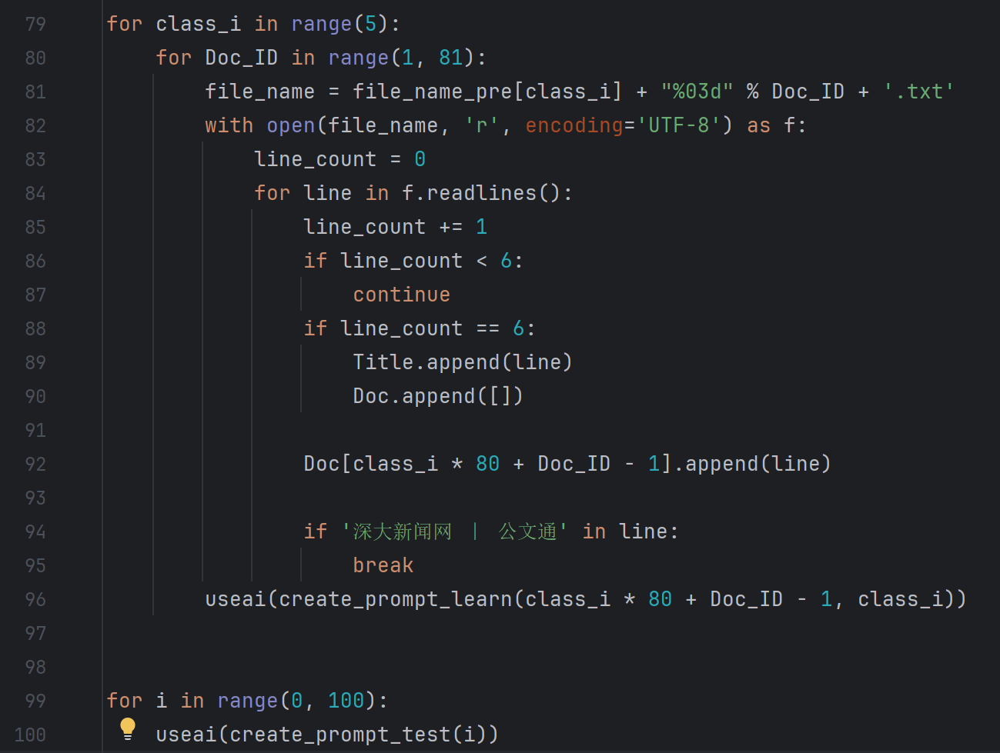 79 for class_i in range(5):
80     for Doc_ID in range(1, 81):
81         file_name = file_name_pre[class_i] + "%03d" % Doc_ID + '.txt'
82         with open(file_name, 'r', encoding='UTF-8') as f:
83             line_count = 0
84             for line in f.readlines():
85                 line_count += 1
86                 if line_count < 6:
87                     continue
88                 if line_count == 6:
89                     Title.append(line)
90                     Doc.append([])
91
92                 Doc[class_i * 80 + Doc_ID - 1].append(line)
93
94                 if '深大新闻网 | 公文通' in line:
95                     break
96         useai(create_prompt_learn(class_i * 80 + Doc_ID - 1, class_i))
97
98
99 for i in range(0, 100):
100     useai(create_prompt_test(i))